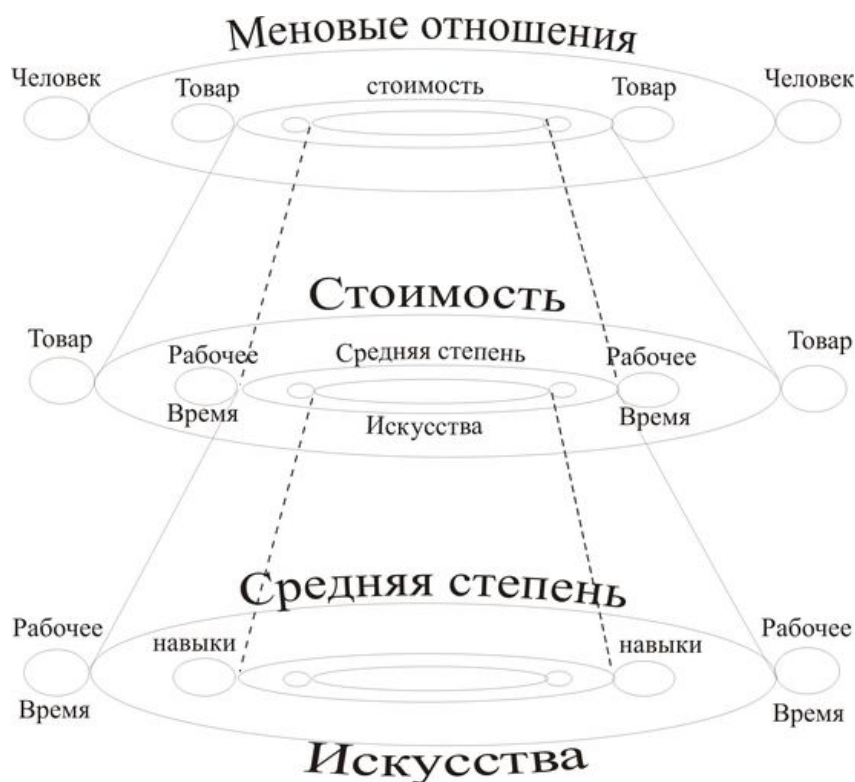 Меновые отношения
Человек
Товар
стоимость
Товар
Человек
Стоимость
Товар
Рабочее
Средняя степень
Рабочее
Товар
Время
Искусства
Время
Средняя степень
Рабочее
навыки
навыки
Рабочее
Время
Время
Искусства